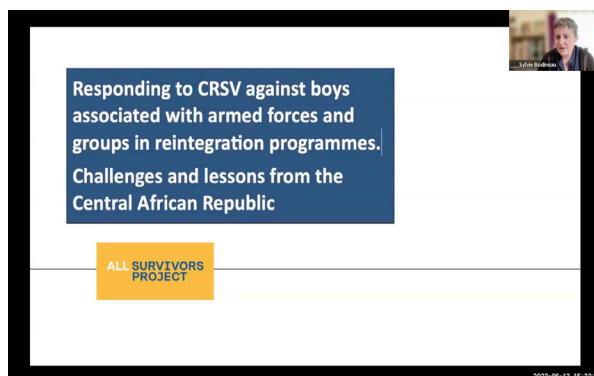 Sylvie Bodineau
Responding to CRSV against boys
associated with armed forces and
groups in reintegration programmes.
Challenges and lessons from the
Central African Republic
ALL SURVIVORS
PROJECT